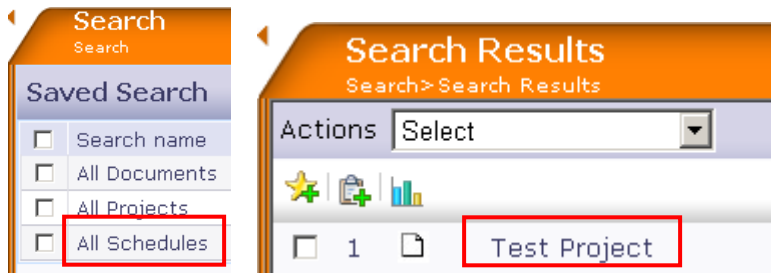 Search
Search
Saved Search
Search name
All Documents
All Projects
All Schedules
Search Results
Search>Search Results
Actions Select
1 Test Project